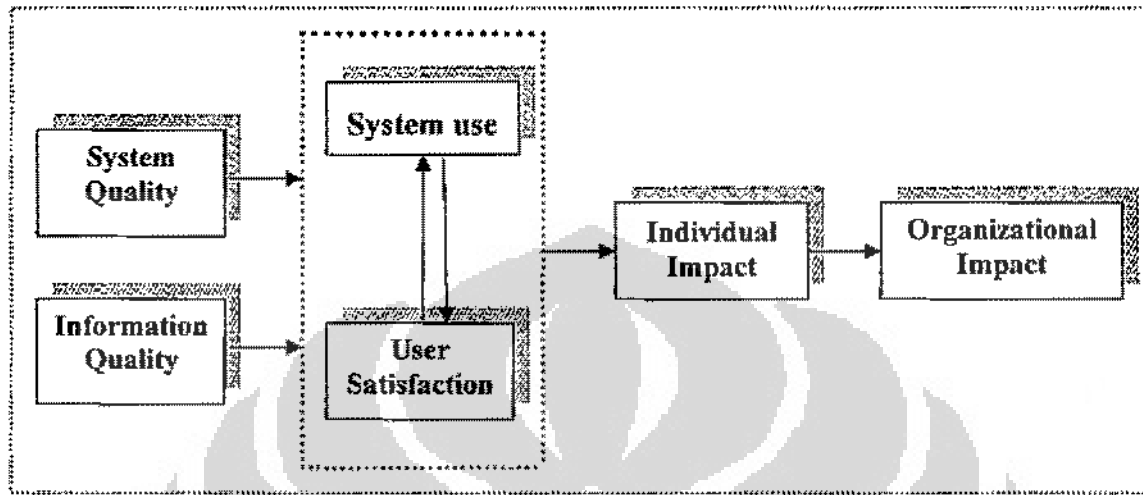 System
Quality
Information
Quality
System use
User
Satisfaction
Individual
Impact
Organizational
Impact